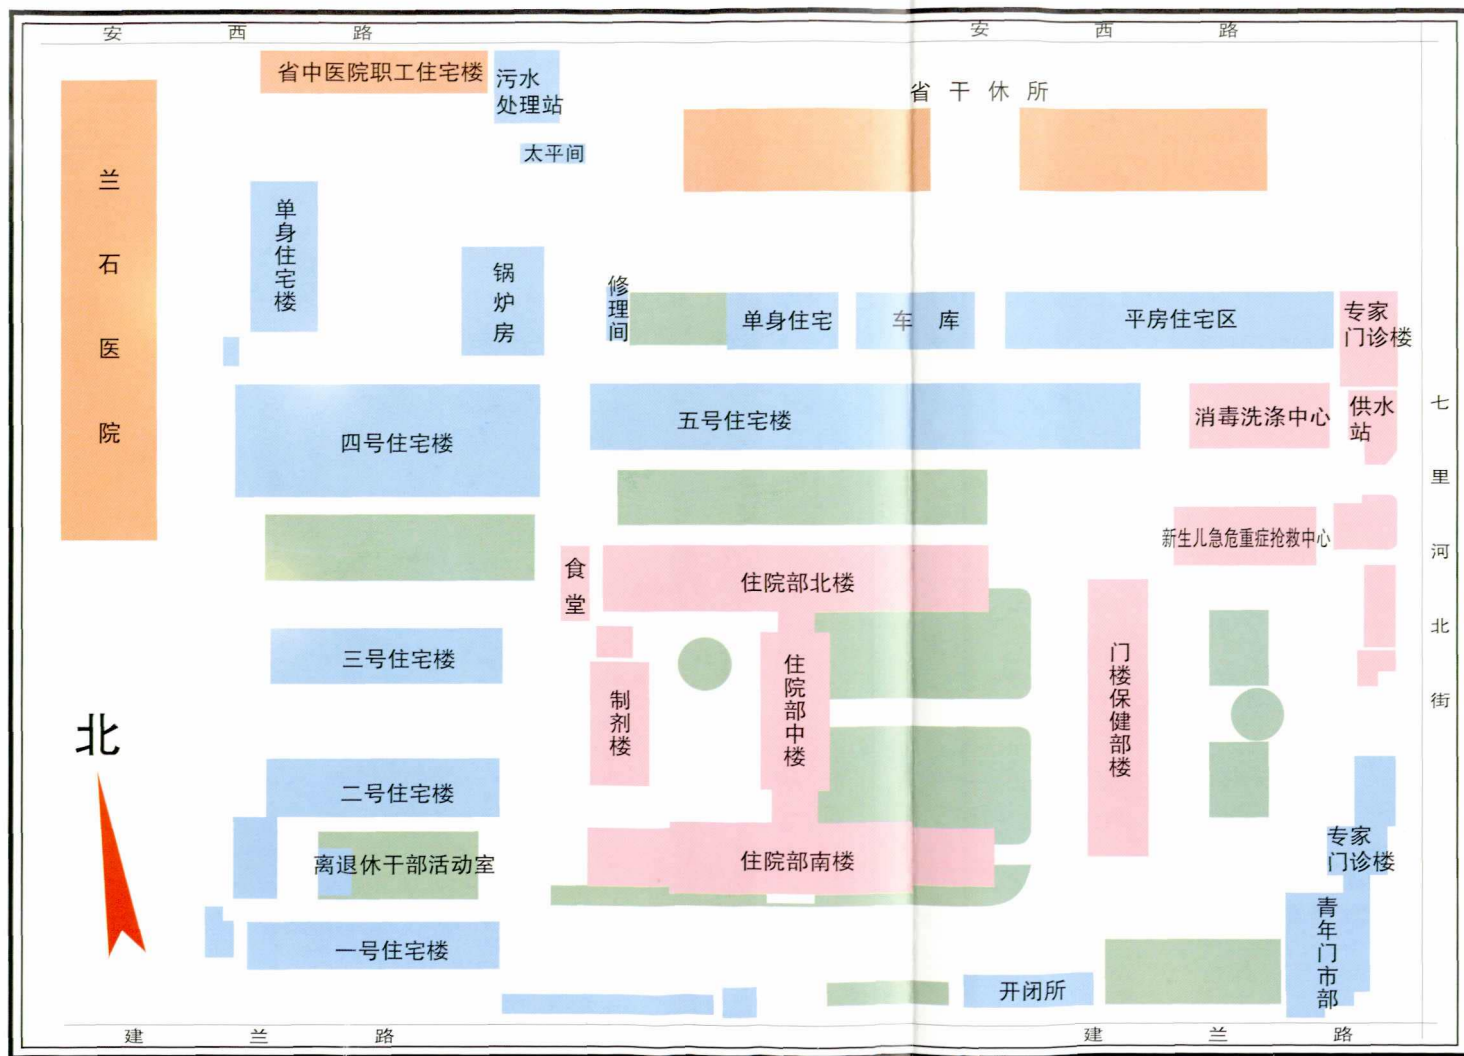 安西路
安西路
省中医院职工住宅楼
污水
处理站
太平间
省干休所
兰石医院
单身住宅楼
锅炉房
修理间
单身住宅
车库
平房住宅区
专家
门诊楼
四号住宅楼
五号住宅楼
消毒洗涤中心
供水
站
七里河北街
新生儿急危重症抢救中心
食堂
住院部北楼
三号住宅楼
制剂楼
住院部中楼
门楼保健部楼
北
二号住宅楼
离退休干部活动室
住院部南楼
专家
门诊楼
青年门市部
一号住宅楼
开闭所
建兰路
建兰路